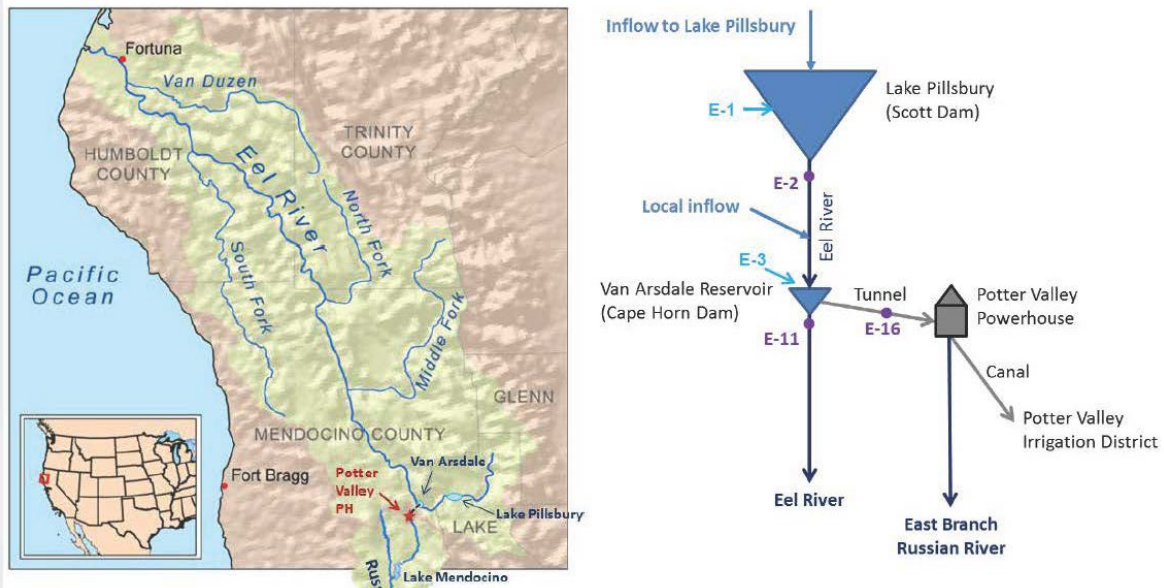 Fortuna
Van Duzen
TRINITY
COUNTY
HUMBOLDT
COUNTY
Eel River
North Fork
South Fork
Pacific
Ocean
Middle Fork
GLENN
MENDOCINO COUNTY
Van Arsdale
Fort Bragg
Potter
Valley
PH
Lake Pillsbury
LAKE
Lake Mendocino
Inflow to Lake Pillsbury
E-1
Lake Pillsbury
(Scott Dam)
E-2
Local inflow
Eel River
E-3
Van Arsdale Reservoir
(Cape Horn Dam)
Tunnel
E-16
Potter Valley
Powerhouse
E-11
Canal
Potter Valley
Irrigation District
Eel River
East Branch
Russian River